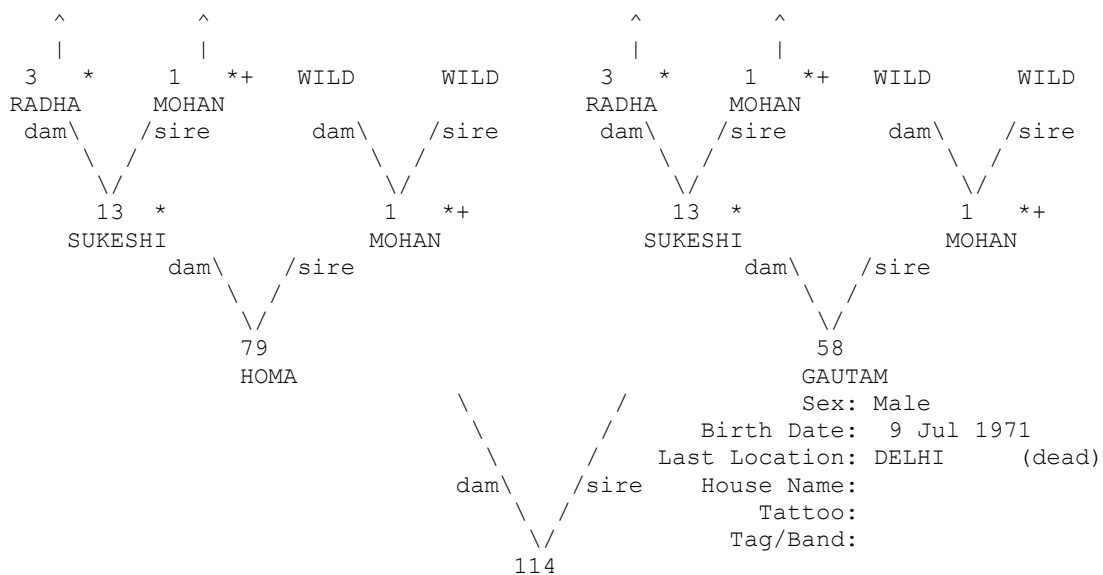 ^ ^ ^ ^
| | | |
3 * 1 *+ WILD WILD 3 * 1 *+ WILD WILD
RADHA MOHAN RADHA MOHAN
dam\ /sire dam\ /sire dam\ /sire dam\ /sire
\ / \ / \ / \ /
\/ \/ \/ \/
13 * 1 *+ 13 * 1 *+
SUKESHI MOHAN SUKESHI MOHAN
dam\ /sire dam\ /sire
\ / \ /
\/ \/
79 58
HOMA GAUTAM
\ / Sex: Male
\ / Birth Date: 9 Jul 1971
\ / Last Location: DELHI (dead)
dam\ /sire House Name:
\ / Tattoo:
\/ Tag/Band:
114